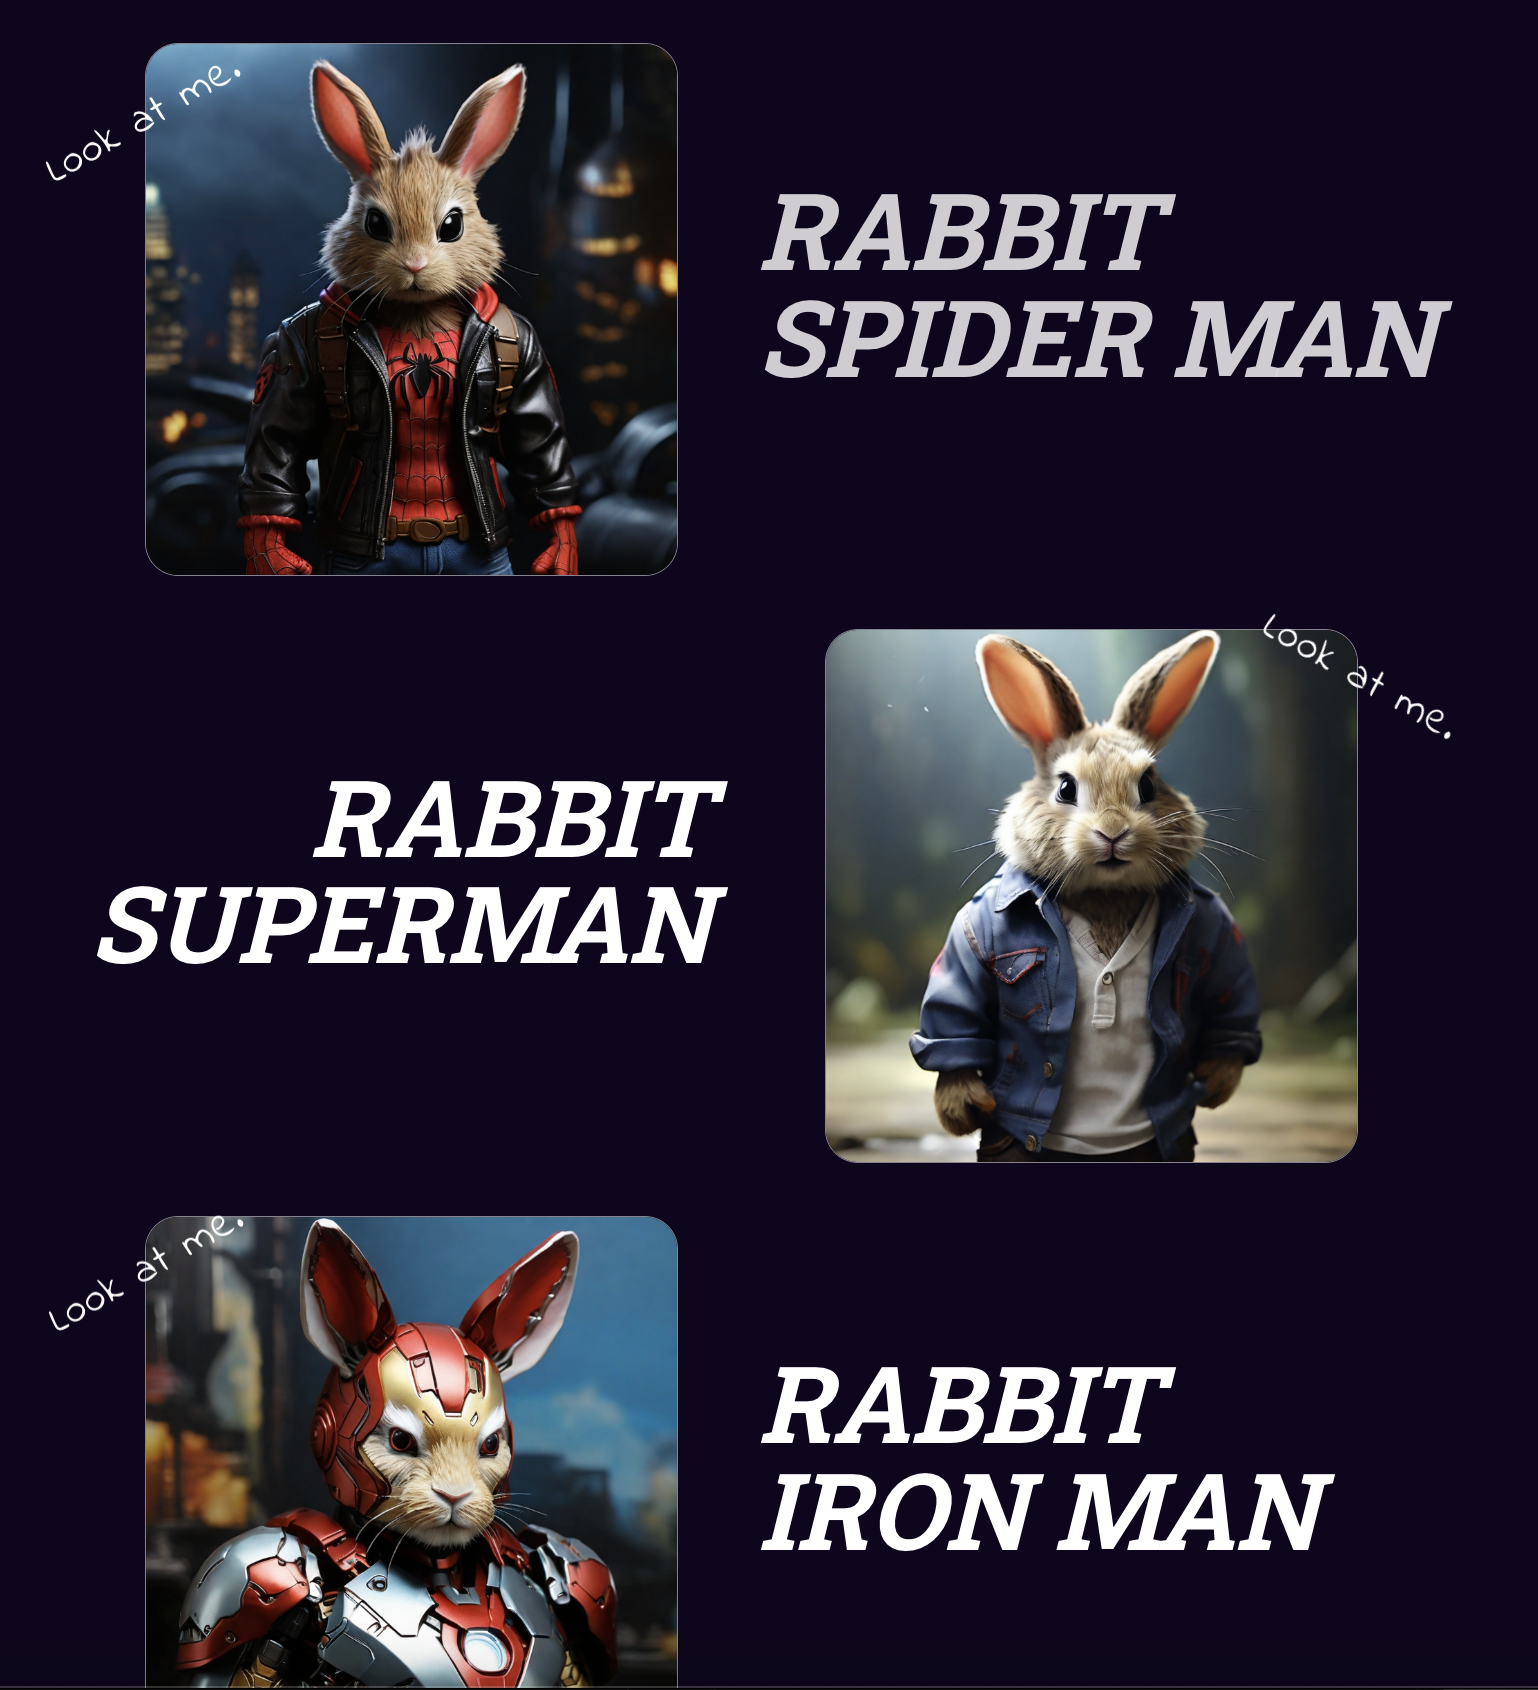 Look at me.
RABBIT
SPIDER MAN
Look at me.
RABBIT
SUPERMAN
Look at me.
RABBIT
IRON MAN